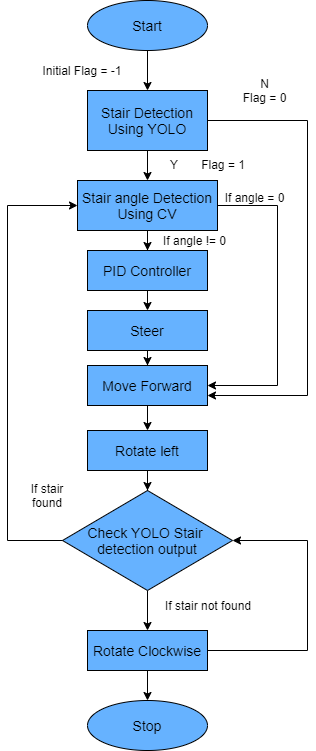 Start
Initial Flag = -1
N
Flag = 0
Stair Detection
Using YOLO
Y Flag = 1
Stair angle Detection
Using CV
If angle = 0
If angle != 0
PID Controller
Steer
Move Forward
Rotate left
If stair
found
Check YOLO Stair
detection output
If stair not found
Rotate Clockwise
Stop